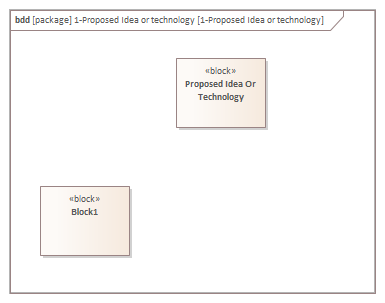 bdd [package] 1-Proposed Idea or technology [1-Proposed Idea or technology]
«block»
Proposed Idea Or
Technology
«block»
Block1